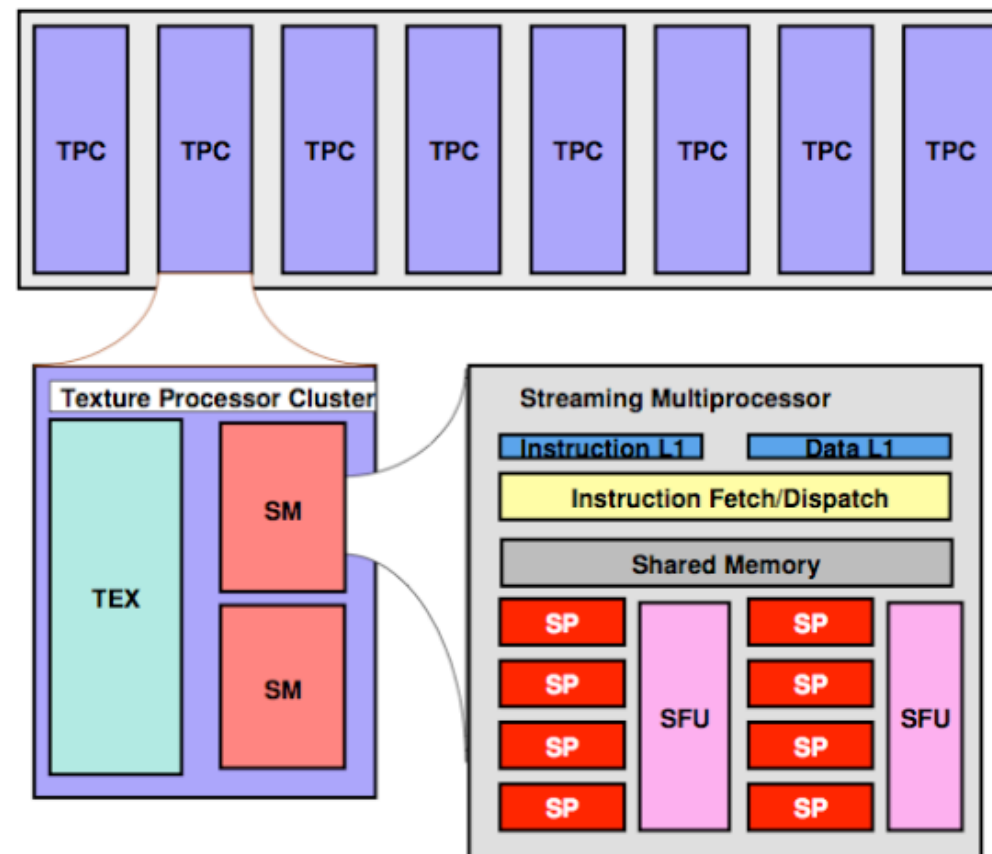 TPC TPC TPC TPC TPC TPC TPC TPC
Texture Processor Cluster
TEX
SM
SM
Streaming Multiprocessor
Instruction L1 Data L1
Instruction Fetch/Dispatch
Shared Memory
SP SP
SP SP
SFU SFU
SP SP
SP SP